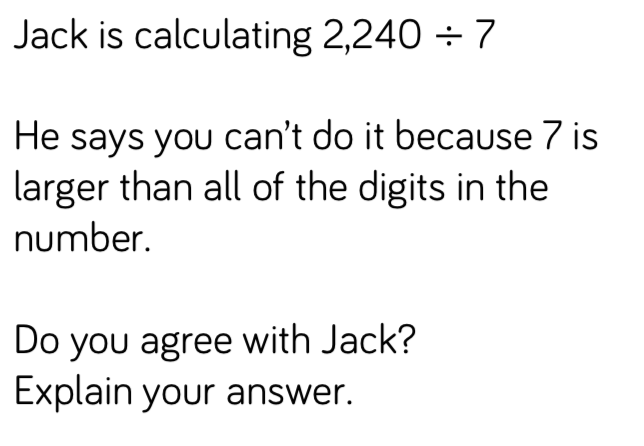 Jack is calculating 2,240 ÷ 7
He says you can't do it because 7 is
larger than all of the digits in the
number.
Do you agree with Jack?
Explain your answer.